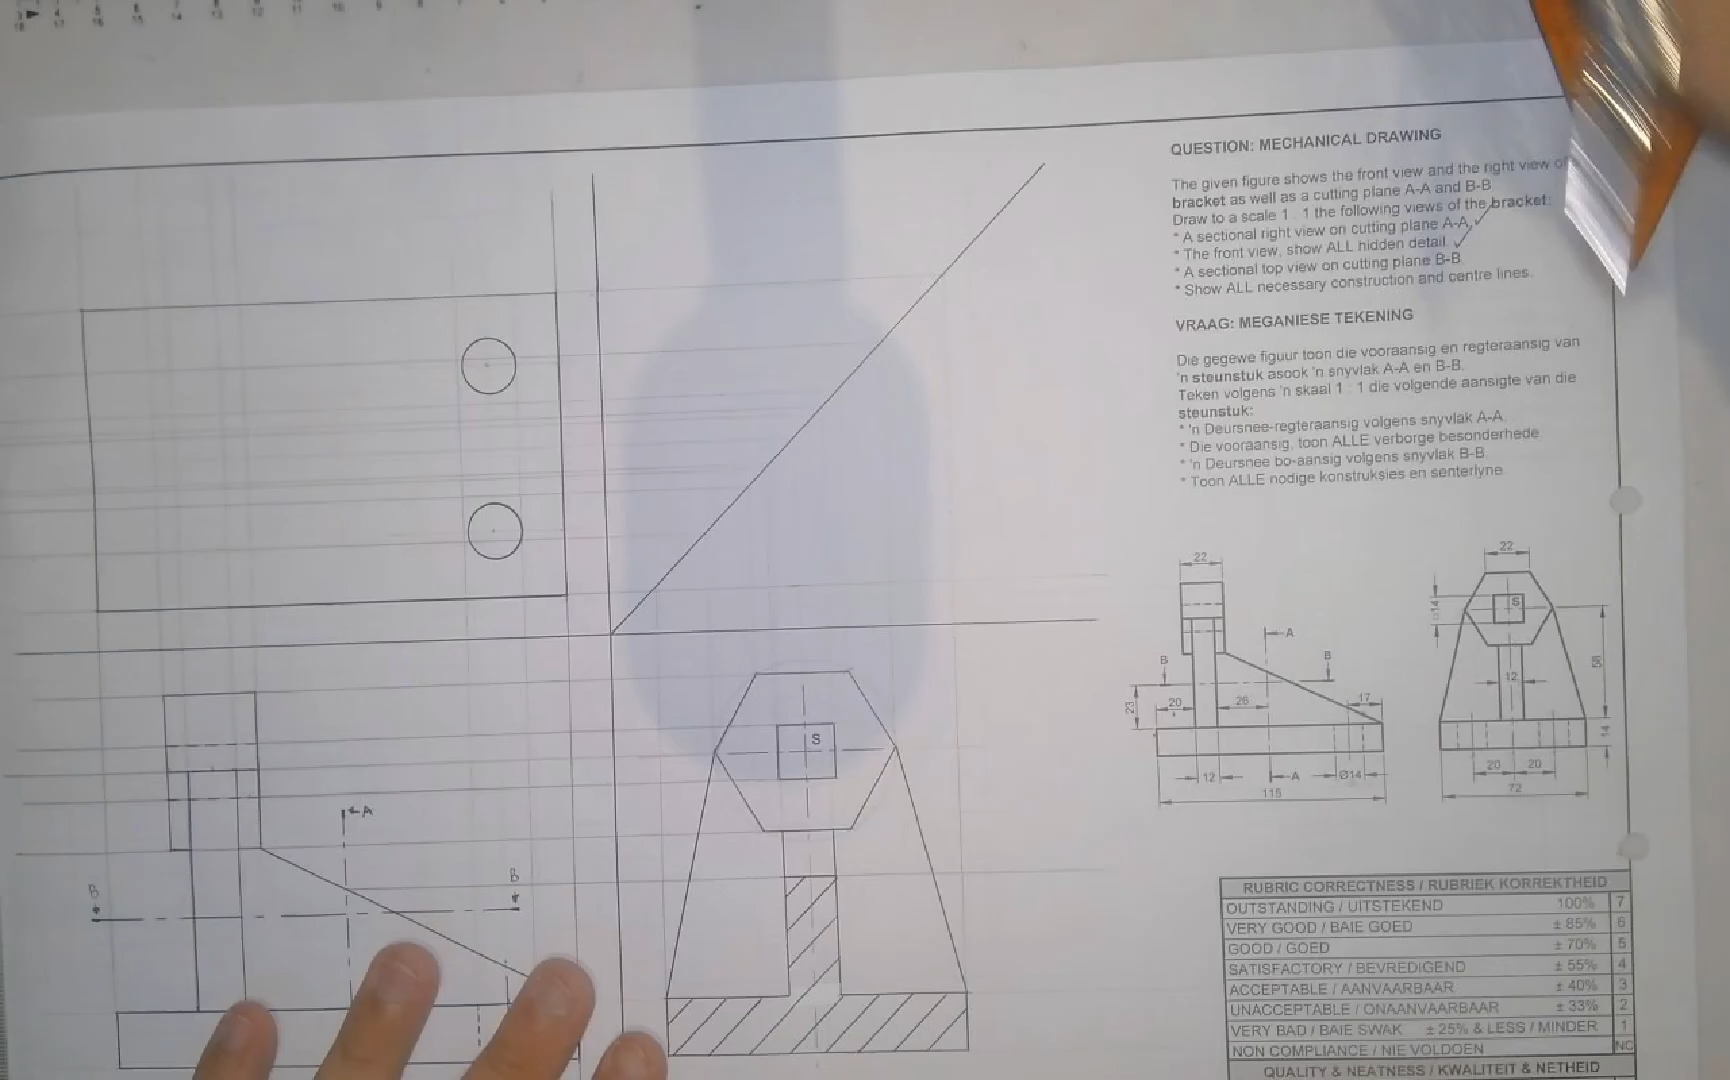 QUESTION: MECHANICAL DRAWING
The given figure shows the front view and the right view of
bracket as well as a cutting plane A-A and B-B
Draw to a scale 1 : 1 the following views of the bracket:
* A sectional right view on cutting plane A-A,
* The front view, show ALL hidden detail.
* A sectional top view on cutting plane B-B.
* Show ALL necessary construction and centre lines.
VRAAG: MEGANIESE TEKENING
Die gegewe figuur toon die vooraansig en regteraansig van
'n steunstuk asook 'n snyvlak A-A en B-B.
Teken volgens 'n skaal 1 : 1 die volgende aansigte van die
steunstuk:
* 'n Deursnee-regteraansig volgens snyvlak A-A.
* Die vooraansig, toon ALLE verborge besonderhede
* 'n Deursnee bo-aansig volgens snyvlak B-B.
* Toon ALLE nodige konstruksies en senterlyne.
22
A
B
B
23
20
26
17
12
A
Ø14
115
22
□14
S
58
12
14
20
20
72
S
A
B
B
RUBRIC CORRECTNESS / RUBRIEK KORREKTHEID
OUTSTANDING / UITSTEKEND 100% 7
VERY GOOD / BAIE GOED ± 85% 6
GOOD / GOED ± 70% 5
SATISFACTORY / BEVREDIGEND ± 55% 4
ACCEPTABLE / AANVAARBAAR ± 40% 3
UNACCEPTABLE / ONAANVAARBAAR ± 33% 2
VERY BAD / BAIE SWAK ± 25% & LESS / MINDER 1
NON COMPLIANCE / NIE VOLDOEN NC
QUALITY & NEATNESS / KWALITEIT & NETHEID